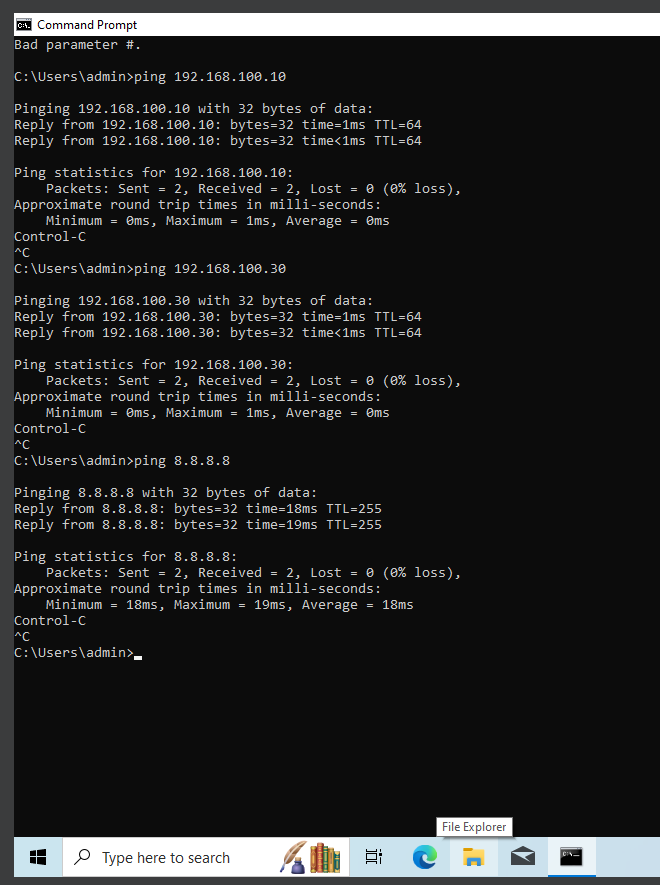 Command Prompt
Bad parameter #.
C:\Users\admin>ping 192.168.100.10
Pinging 192.168.100.10 with 32 bytes of data:
Reply from 192.168.100.10: bytes=32 time=1ms TTL=64
Reply from 192.168.100.10: bytes=32 time<1ms TTL=64
Ping statistics for 192.168.100.10:
    Packets: Sent = 2, Received = 2, Lost = 0 (0% loss),
Approximate round trip times in milli-seconds:
    Minimum = 0ms, Maximum = 1ms, Average = 0ms
Control-C
^C
C:\Users\admin>ping 192.168.100.30
Pinging 192.168.100.30 with 32 bytes of data:
Reply from 192.168.100.30: bytes=32 time=1ms TTL=64
Reply from 192.168.100.30: bytes=32 time<1ms TTL=64
Ping statistics for 192.168.100.30:
    Packets: Sent = 2, Received = 2, Lost = 0 (0% loss),
Approximate round trip times in milli-seconds:
    Minimum = 0ms, Maximum = 1ms, Average = 0ms
Control-C
^C
C:\Users\admin>ping 8.8.8.8
Pinging 8.8.8.8 with 32 bytes of data:
Reply from 8.8.8.8: bytes=32 time=18ms TTL=255
Reply from 8.8.8.8: bytes=32 time=19ms TTL=255
Ping statistics for 8.8.8.8:
    Packets: Sent = 2, Received = 2, Lost = 0 (0% loss),
Approximate round trip times in milli-seconds:
    Minimum = 18ms, Maximum = 19ms, Average = 18ms
Control-C
^C
C:\Users\admin>
File Explorer
Type here to search